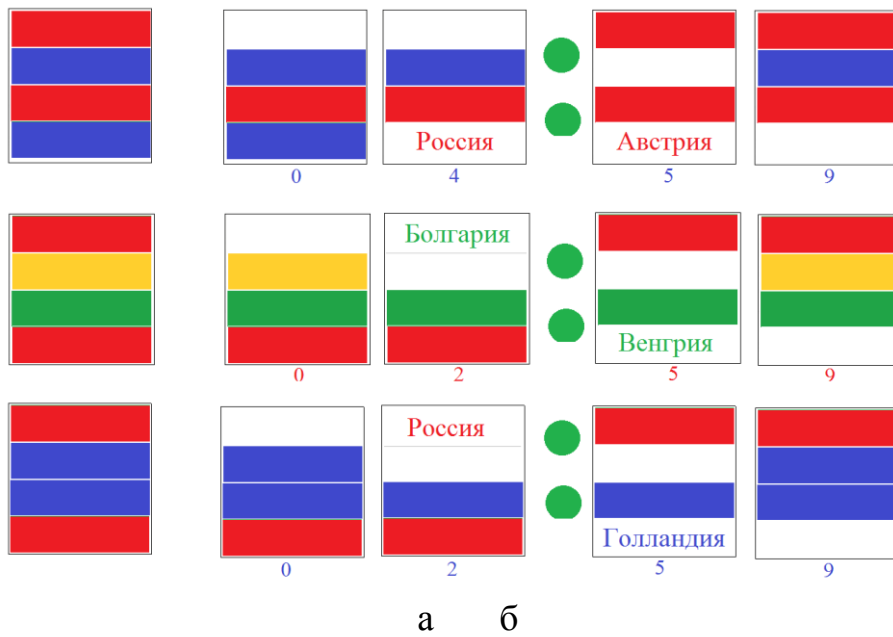 Россия
Австрия
0 4 5 9
Болгария
Венгрия
0 2 5 9
Россия
Голландия
0 2 5 9
а б